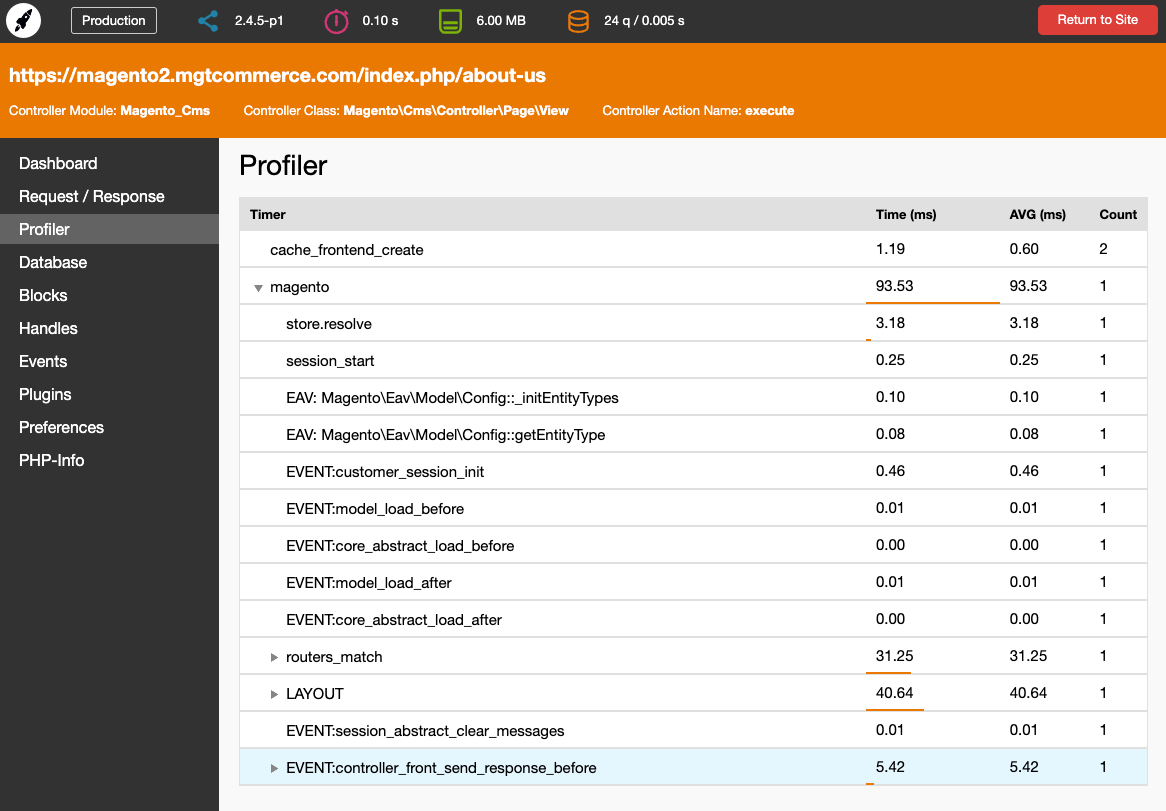 Production 2.4.5-p1 0.10 s 6.00 MB 24 q / 0.005 s Return to Site
https://magento2.mgtcommerce.com/index.php/about-us
Controller Module: Magento_Cms Controller Class: Magento\Cms\Controller\Page\View Controller Action Name: execute
Dashboard
Request / Response
Profiler
Database
Blocks
Handles
Events
Plugins
Preferences
PHP-Info
Profiler
Timer Time (ms) AVG (ms) Count
cache_frontend_create 1.19 0.60 2
magento 93.53 93.53 1
store.resolve 3.18 3.18 1
session_start 0.25 0.25 1
EAV: Magento\Eav\Model\Config::_initEntityTypes 0.10 0.10 1
EAV: Magento\Eav\Model\Config::getEntityType 0.08 0.08 1
EVENT:customer_session_init 0.46 0.46 1
EVENT:model_load_before 0.01 0.01 1
EVENT:core_abstract_load_before 0.00 0.00 1
EVENT:model_load_after 0.01 0.01 1
EVENT:core_abstract_load_after 0.00 0.00 1
routers_match 31.25 31.25 1
LAYOUT 40.64 40.64 1
EVENT:session_abstract_clear_messages 0.01 0.01 1
EVENT:controller_front_send_response_before 5.42 5.42 1